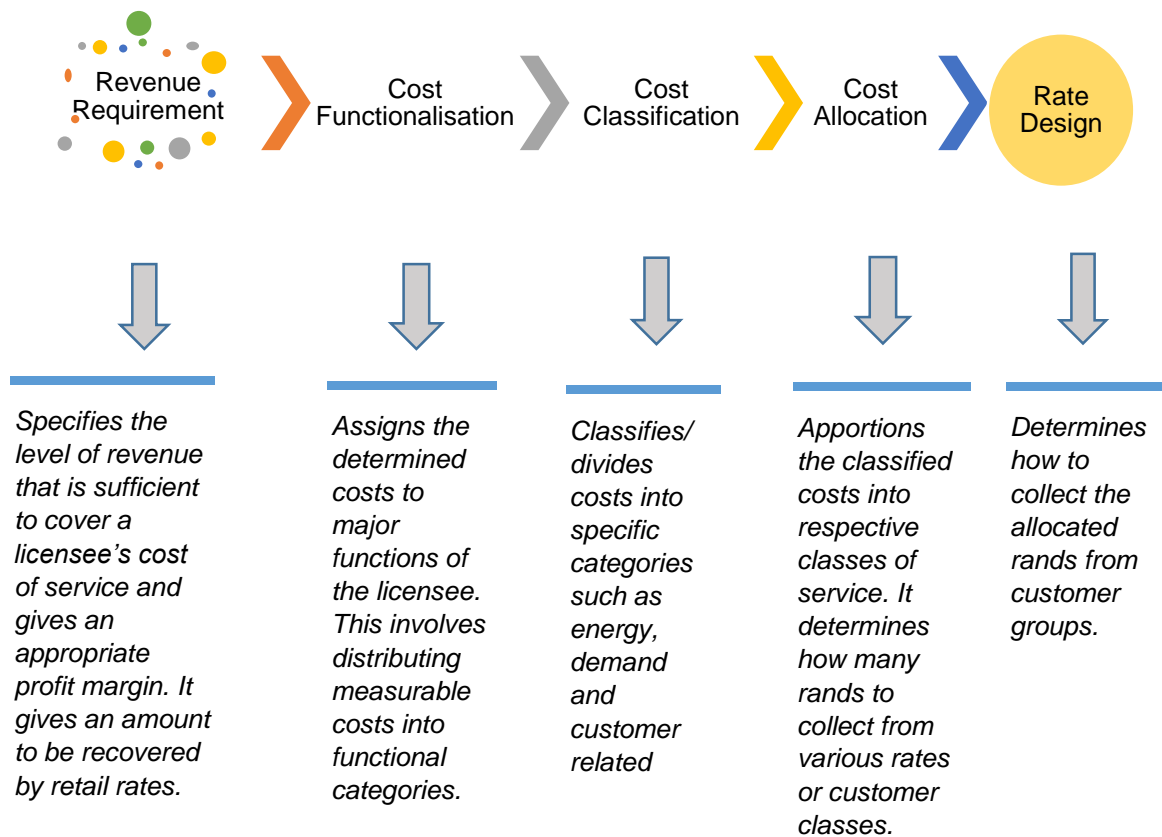 Revenue
Requirement
Cost
Functionalisation
Cost
Classification
Cost
Allocation
Rate
Design
Specifies the
level of revenue
that is sufficient
to cover a
licensee’s cost
of service and
gives an
appropriate
profit margin. It
gives an amount
to be recovered
by retail rates.
Assigns the
determined
costs to
major
functions of
the licensee.
This involves
distributing
measurable
costs into
functional
categories.
Classifies/
divides
costs into
specific
categories
such as
energy,
demand
and
customer
related
Apportions
the classified
costs into
respective
classes of
service. It
determines
how many
rands to
collect from
various rates
or customer
classes.
Determines
how to
collect the
allocated
rands from
customer
groups.